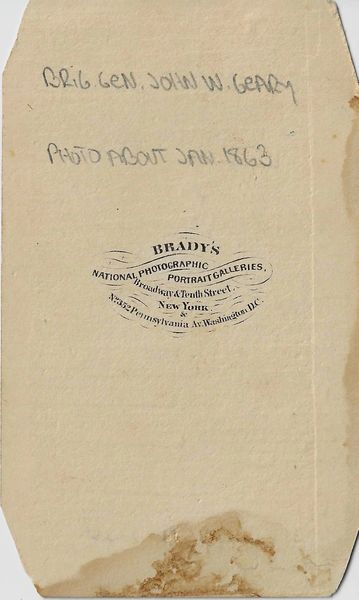 BRIG. GEN. JOHN W. GEARY
PHOTO ABOUT JAN. 1863
BRADY'S
NATIONAL PHOTOGRAPHIC
PORTRAIT GALLERIES,
Broadway & Tenth Street.
NEW YORK
&
No. 352 Pennsylvania Av. Washington D.C.